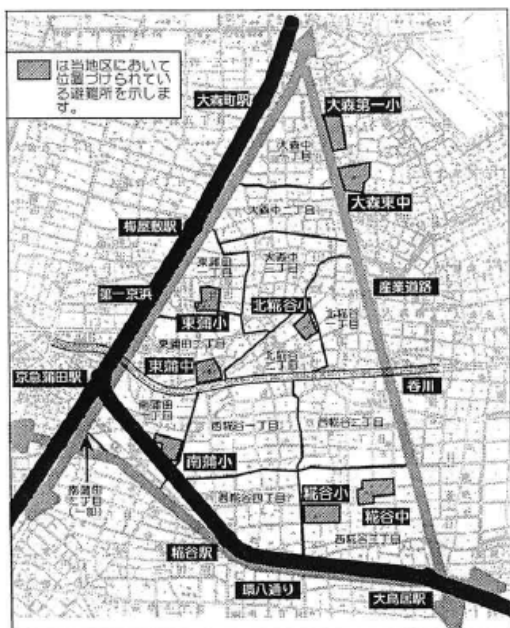 は当地区において
位置づけられてい
る避難所を示しま
す。
大森町駅
大森第一小
大森中
一丁目
大森東中
大森中二丁目
梅屋敷駅
東蒲田
一丁目
大森中
三丁目
産業道路
第一京浜
北糀谷小
北糀谷
一丁目
東蒲小
東蒲田二丁目
東蒲中
北糀谷
二丁目
京急蒲田駅
呑川
南蒲田
一丁目
西糀谷一丁目
西糀谷二丁目
南蒲小
南蒲田
二丁目
(一部)
西糀谷四丁目
糀谷小
糀谷中
糀谷駅
西糀谷三丁目
環八通り
大鳥居駅